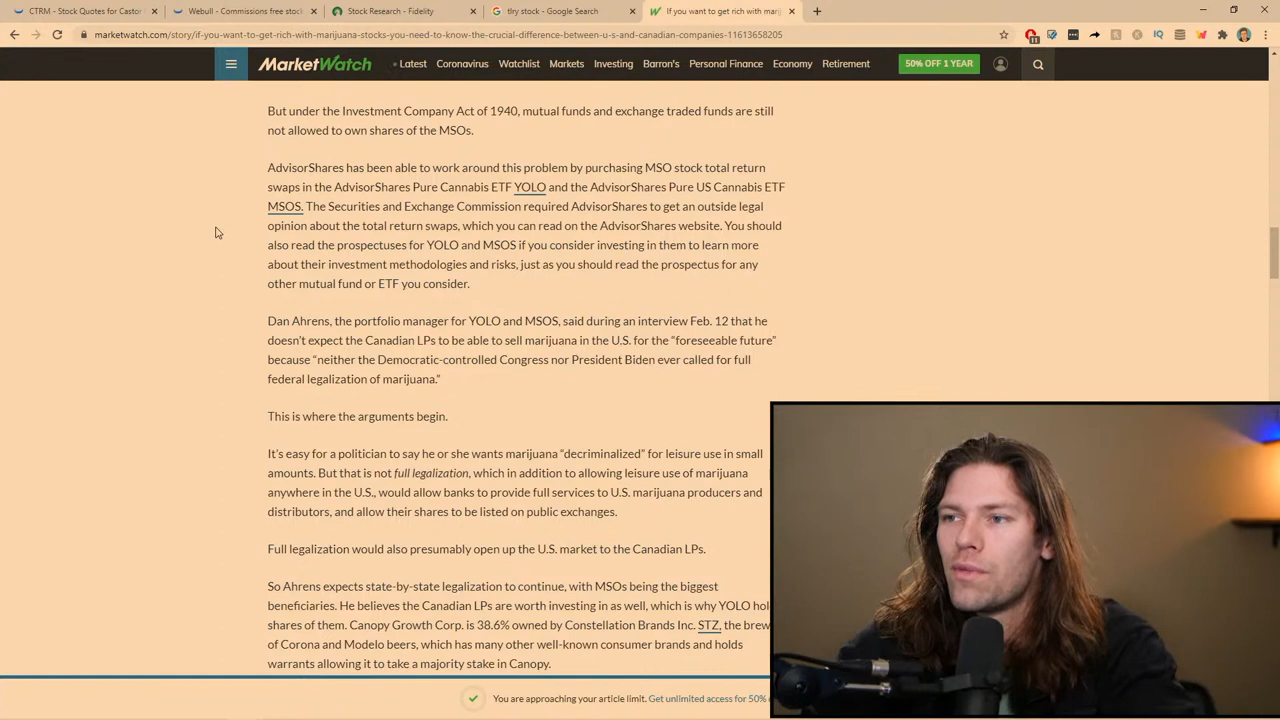 CTRM - Stock Quotes for Castor
Webull - Commissions free stock
Stock Research - Fidelity
tlry stock - Google Search
If you want to get rich with mari
marketwatch.com/story/if-you-want-to-get-rich-with-marijuana-stocks-you-need-to-know-the-crucial-difference-between-u-s-and-canadian-companies-11613658205
MarketWatch
Latest Coronavirus Watchlist Markets Investing Barron's Personal Finance Economy Retirement
50% OFF 1 YEAR
But under the Investment Company Act of 1940, mutual funds and exchange traded funds are still
not allowed to own shares of the MSOs.
AdvisorShares has been able to work around this problem by purchasing MSO stock total return
swaps in the AdvisorShares Pure Cannabis ETF YOLO and the AdvisorShares Pure US Cannabis ETF
MSOS. The Securities and Exchange Commission required AdvisorShares to get an outside legal
opinion about the total return swaps, which you can read on the AdvisorShares website. You should
also read the prospectuses for YOLO and MSOS if you consider investing in them to learn more
about their investment methodologies and risks, just as you should read the prospectus for any
other mutual fund or ETF you consider.
Dan Ahrens, the portfolio manager for YOLO and MSOS, said during an interview Feb. 12 that he
doesn't expect the Canadian LPs to be able to sell marijuana in the U.S. for the “foreseeable future”
because “neither the Democratic-controlled Congress nor President Biden ever called for full
federal legalization of marijuana.”
This is where the arguments begin.
It's easy for a politician to say he or she wants marijuana “decriminalized” for leisure use in small
amounts. But that is not full legalization, which in addition to allowing leisure use of marijuana
anywhere in the U.S., would allow banks to provide full services to U.S. marijuana producers and
distributors, and allow their shares to be listed on public exchanges.
Full legalization would also presumably open up the U.S. market to the Canadian LPs.
So Ahrens expects state-by-state legalization to continue, with MSOs being the biggest
beneficiaries. He believes the Canadian LPs are worth investing in as well, which is why YOLO hol
shares of them. Canopy Growth Corp. is 38.6% owned by Constellation Brands Inc. STZ, the brew
of Corona and Modelo beers, which has many other well-known consumer brands and holds
warrants allowing it to take a majority stake in Canopy.
You are approaching your article limit. Get unlimited access for 50%